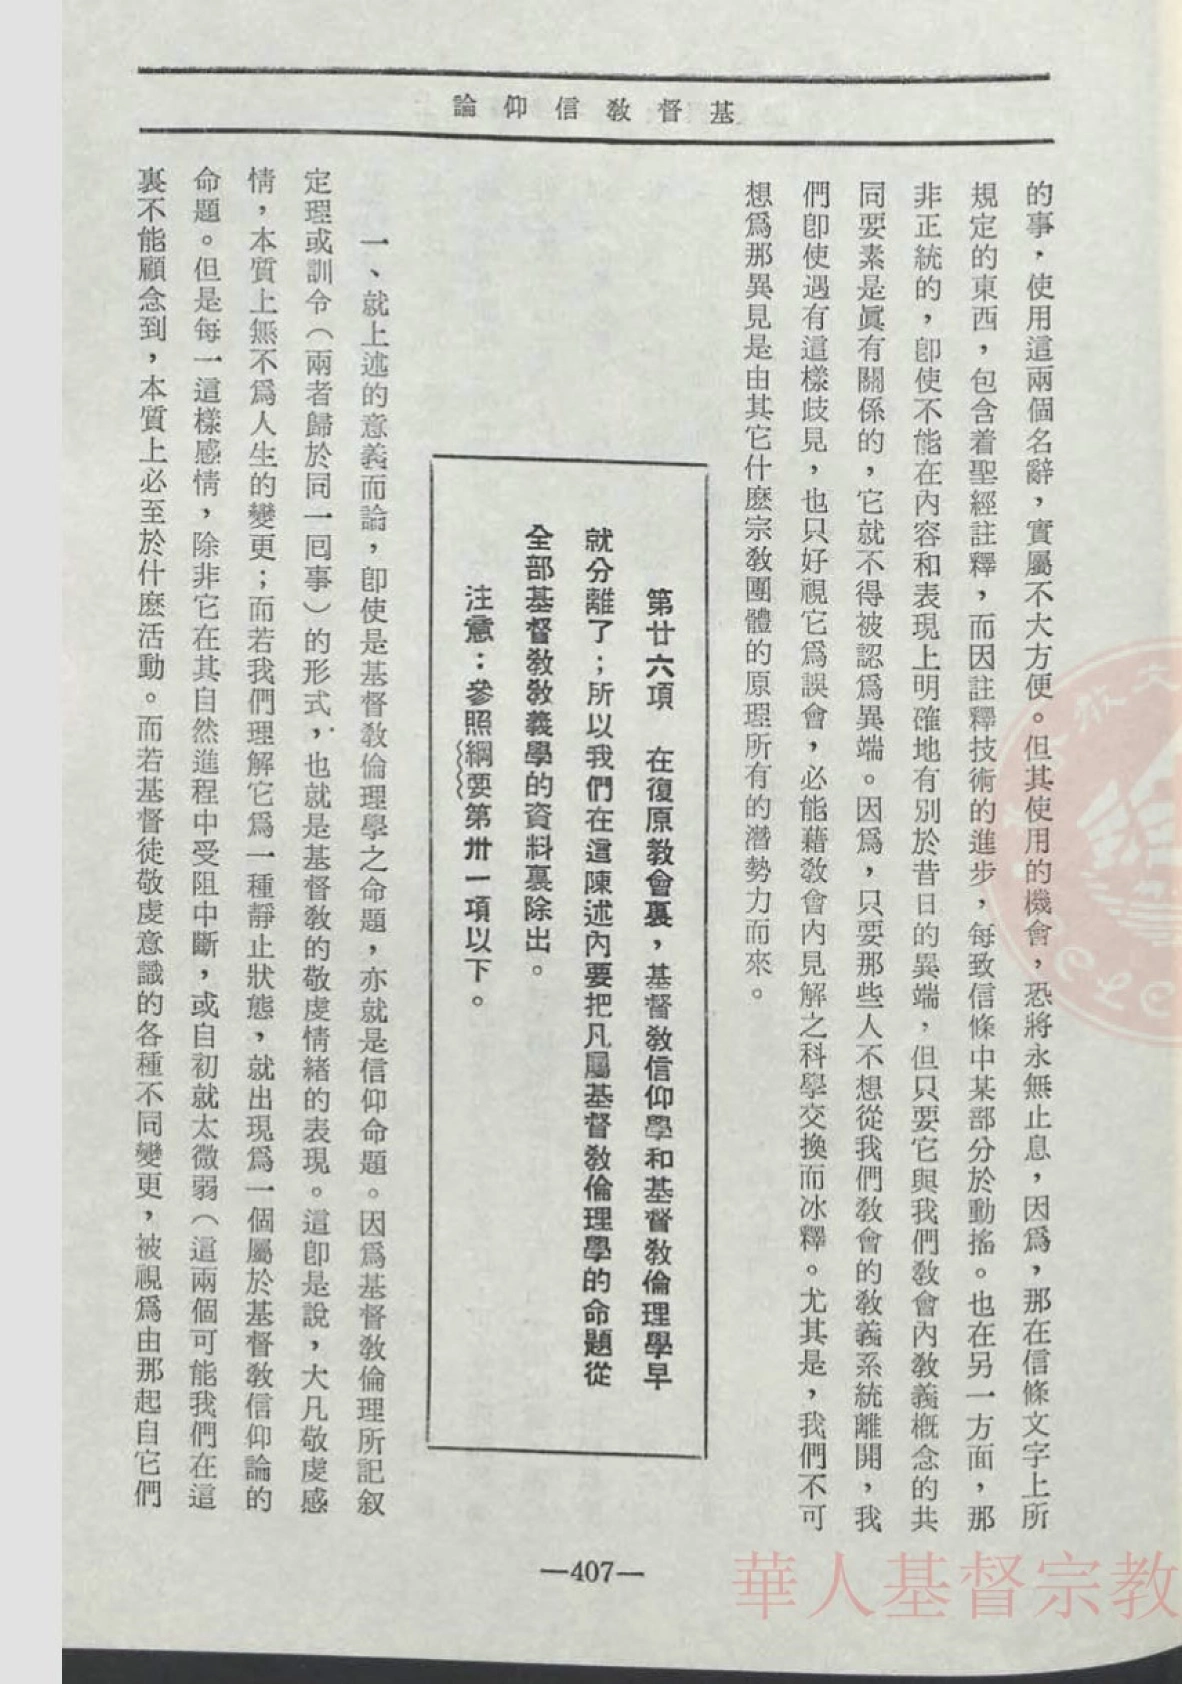 基督教信仰論
的事，使用這兩個名辭，實屬不大方便。但其使用的機會，恐將永無止息，因爲，那在信條文字上所
規定的東西，包含着聖經註釋，而因註釋技術的進步，每致信條中某部分於動搖。也在另一方面，那
非正統的，卽使不能在內容和表現上明確地有別於昔日的異端，但只要它與我們敎會內敎義槪念的共
同要素是眞有關係的，它就不得被認爲異端。因爲，只要那些人不想從我們敎會的敎義系統離開，我
們卽使遇有這樣歧見，也只好視它爲誤會，必能藉敎會內見解之科學交換而冰釋。尤其是，我們不可
想爲那異見是由其它什麽宗敎團體的原理所有的潛勢力而來。
第廿六項　在復原敎會裏，基督敎信仰學和基督敎倫理學早
就分離了；所以我們在這陳述內要把凡屬基督敎倫理學的命題從
全部基督敎敎義學的資料裏除出。
注意：參照綱要第卅一項以下。
一、就上述的意義而論，卽使是基督敎倫理學之命題，亦就是信仰命題。因爲基督敎倫理所記叙
定理或訓令（兩者歸於同一囘事）的形式，也就是基督敎的敬虔情緒的表現。這卽是說，大凡敬虔感
情，本質上無不爲人生的變更；而若我們理解它爲一種靜止狀態，就出現爲一個屬於基督敎信仰論的
命題。但是每一這樣感情，除非它在其自然進程中受阻中斷，或自初就太微弱（這兩個可能我們在這
裏不能顧念到，本質上必至於什麽活動。而若基督徒敬虔意識的各種不同變更，被視爲由那起自它們
—407—
華人基督宗教